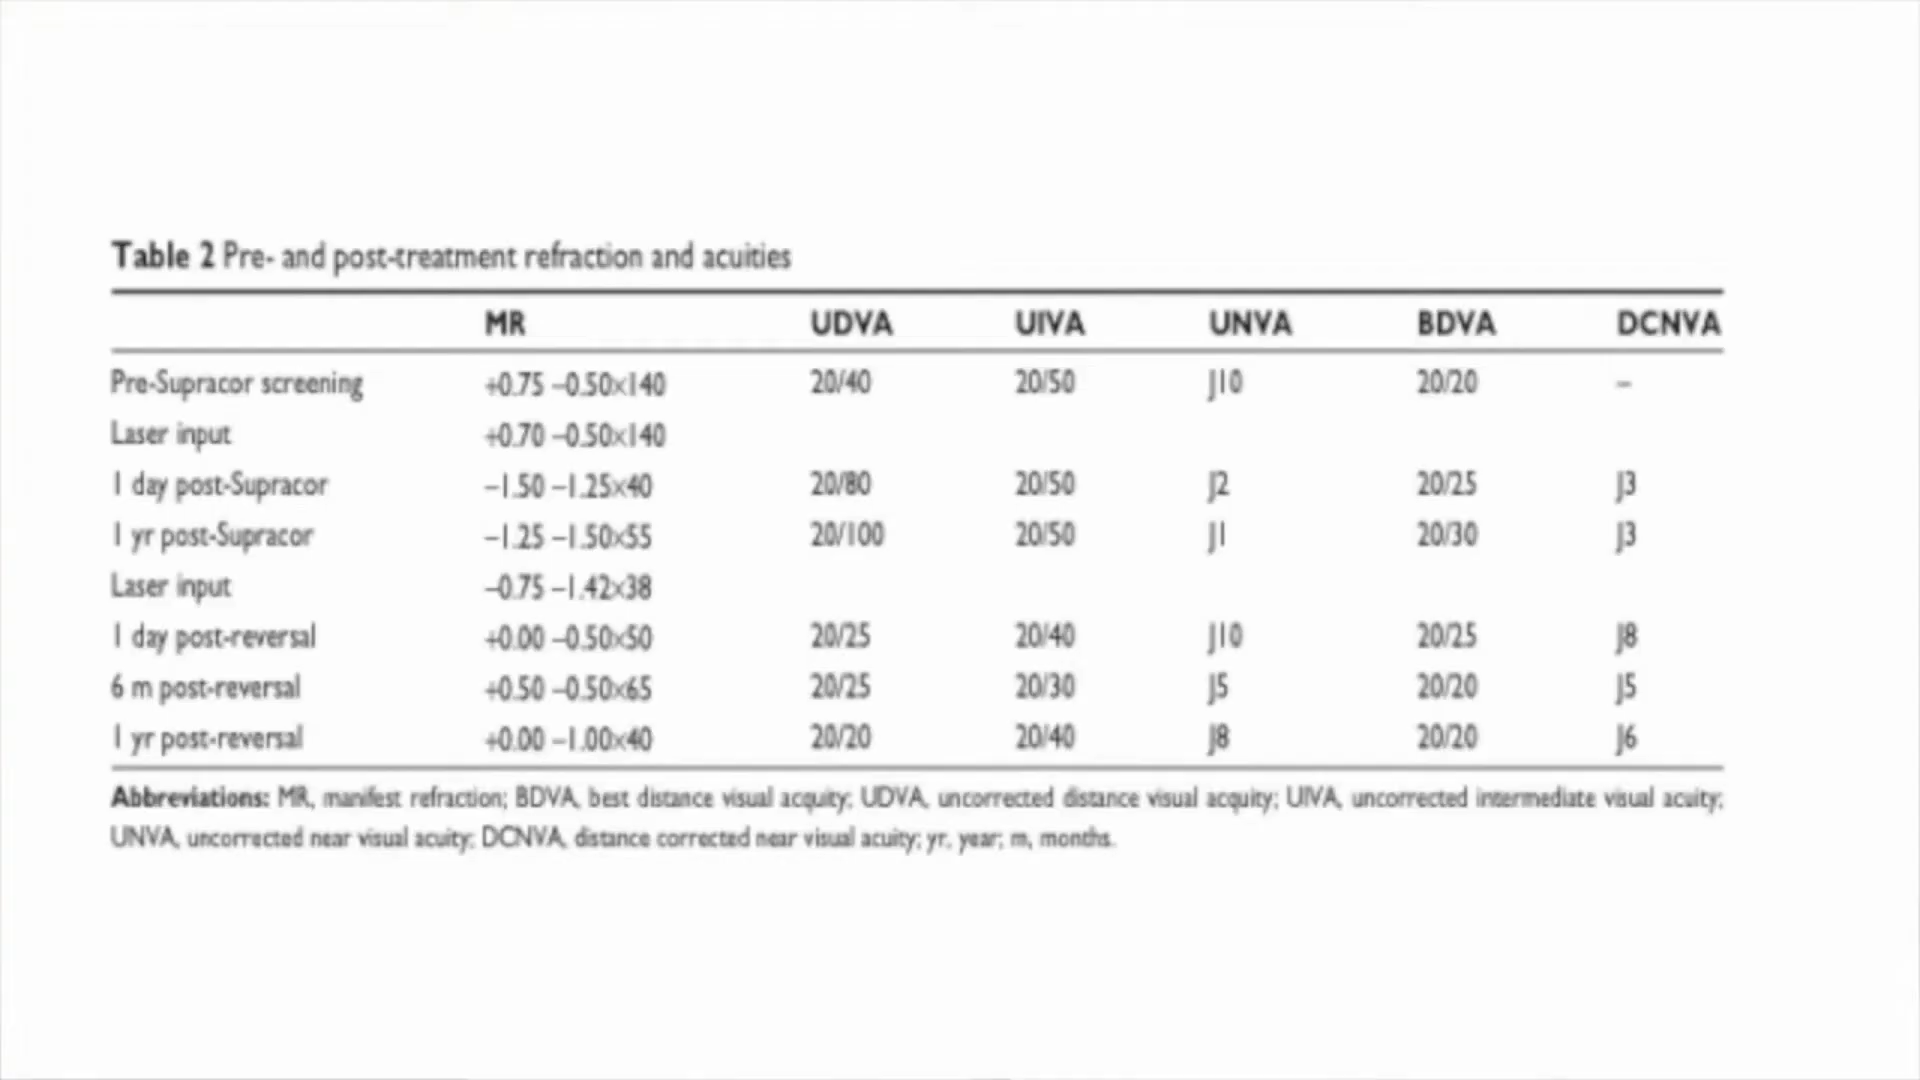 Table 2 Pre- and post-treatment refraction and acuities
MR UDVA UIVA UNVA BDVA DCNVA
Pre-Supracor screening +0.75 –0.50×140 20/40 20/50 J10 20/20 –
Laser input +0.70 –0.50×140
1 day post-Supracor –1.50 –1.25×40 20/80 20/50 J2 20/25 J3
1 yr post-Supracor –1.25 –1.50×55 20/100 20/50 J1 20/30 J3
Laser input –0.75 –1.42×38
1 day post-reversal +0.00 –0.50×50 20/25 20/40 J10 20/25 J8
6 m post-reversal +0.50 –0.50×65 20/25 20/30 J5 20/20 J5
1 yr post-reversal +0.00 –1.00×40 20/20 20/40 J8 20/20 J6
Abbreviations: MR, manifest refraction; BDVA, best distance visual acquity; UDVA, uncorrected distance visual acquity; UIVA, uncorrected intermediate visual acuity;
UNVA, uncorrected near visual acuity; DCNVA, distance corrected near visual acuity; yr, year; m, months.